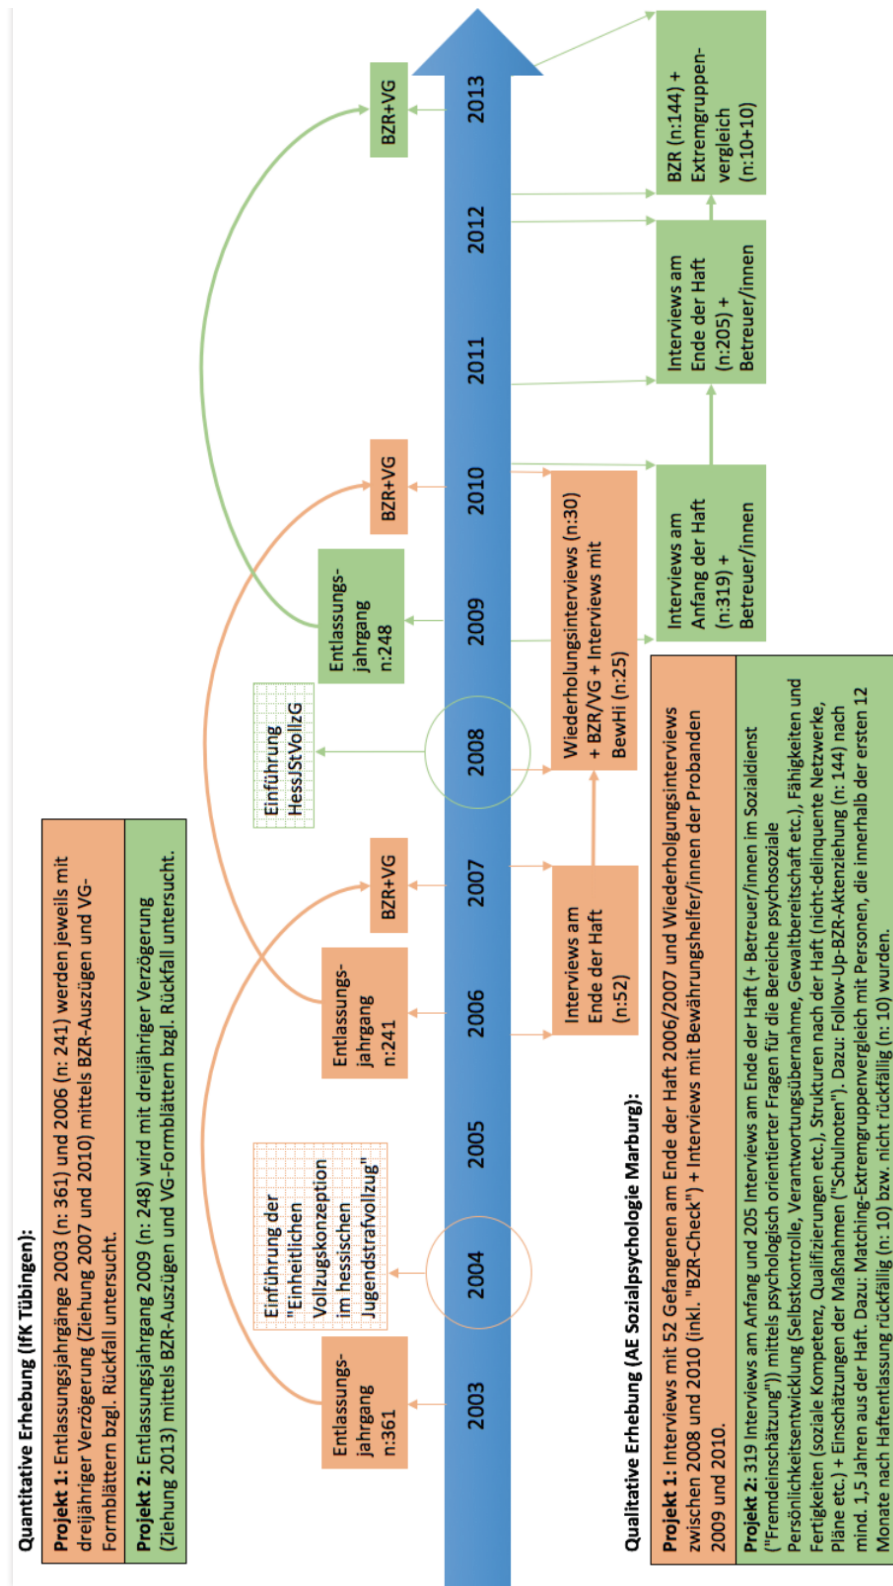 Quantitative Erhebung (IfK Tübingen):
Projekt 1: Entlassungsjahrgänge 2003 (n: 361) und 2006 (n: 241) werden jeweils mit
dreijähriger Verzögerung (Ziehung 2007 und 2010) mittels BZR-Auszügen und VG-
Formblättern bzgl. Rückfall untersucht.
Projekt 2: Entlassungsjahrgang 2009 (n: 248) wird mit dreijähriger Verzögerung
(Ziehung 2013) mittels BZR-Auszügen und VG-Formblättern bzgl. Rückfall untersucht.
Entlassungs-
jahrgang
n:361
Einführung der
"Einheitlichen
Vollzugskonzeption
im hessischen
Jugendstrafvollzug"
Entlassungs-
jahrgang
n:241
BZR+VG
Einführung
HessJStVollzG
Entlassungs-
jahrgang
n:248
BZR+VG
BZR+VG
2003
2004
2005
2006
2007
2008
2009
2010
2011
2012
2013
Interviews am
Ende der Haft
(n:52)
Wiederholungsinterviews (n:30)
+ BZR/VG + Interviews mit
BewHi (n:25)
Interviews am
Anfang der Haft
(n:319) +
Betreuer/innen
Interviews am
Ende der Haft
(n:205) +
Betreuer/innen
BZR (n:144) +
Extremgruppen-
vergleich
(n:10+10)
Qualitative Erhebung (AE Sozialpsychologie Marburg):
Projekt 1: Interviews mit 52 Gefangenen am Ende der Haft 2006/2007 und Wiederholgungsinterviews
zwischen 2008 und 2010 (inkl. "BZR-Check") + Interviews mit Bewährungshelfer/innen der Probanden
2009 und 2010.
Projekt 2: 319 Interviews am Anfang und 205 Interviews am Ende der Haft (+ Betreuer/innen im Sozialdienst
("Fremdeinschätzung")) mittels psychologisch orientierter Fragen für die Bereiche psychosoziale
Persönlichkeitsentwicklung (Selbstkontrolle, Verantwortungsübernahme, Gewaltbereitschaft etc.), Fähigkeiten und
Fertigkeiten (soziale Kompetenz, Qualifizierungen etc.), Strukturen nach der Haft (nicht-delinquente Netzwerke,
Pläne etc.) + Einschätzungen der Maßnahmen ("Schulnoten"). Dazu: Follow-Up-BZR-Aktenziehung (n: 144) nach
mind. 1,5 Jahren aus der Haft. Dazu: Matching-Extremgruppenvergleich mit Personen, die innerhalb der ersten 12
Monate nach Haftentlassung rückfällig (n: 10) bzw. nicht rückfällig (n: 10) wurden.